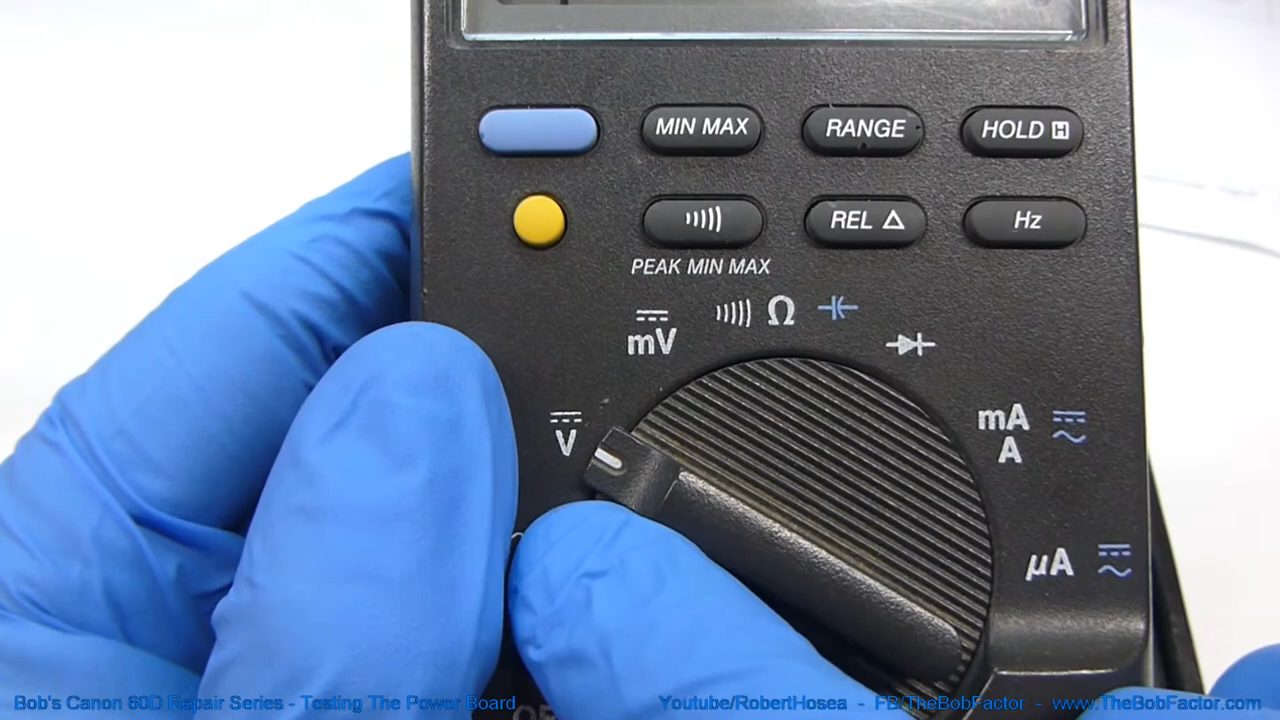 MIN MAX
RANGE
HOLD H
REL Δ
Hz
PEAK MIN MAX
mV
Ω
V
mA
A
µA
Bob's Canon 60D Repair Series - Testing The Power Board
Youtube/RobertHosea - FB/TheBobFactor - www.TheBobFactor.com